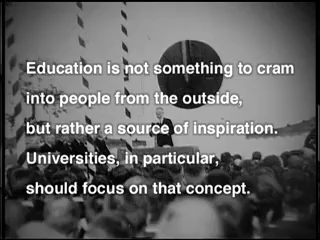 Education is not something to cram
into people from the outside,
but rather a source of inspiration.
Universities, in particular,
should focus on that concept.